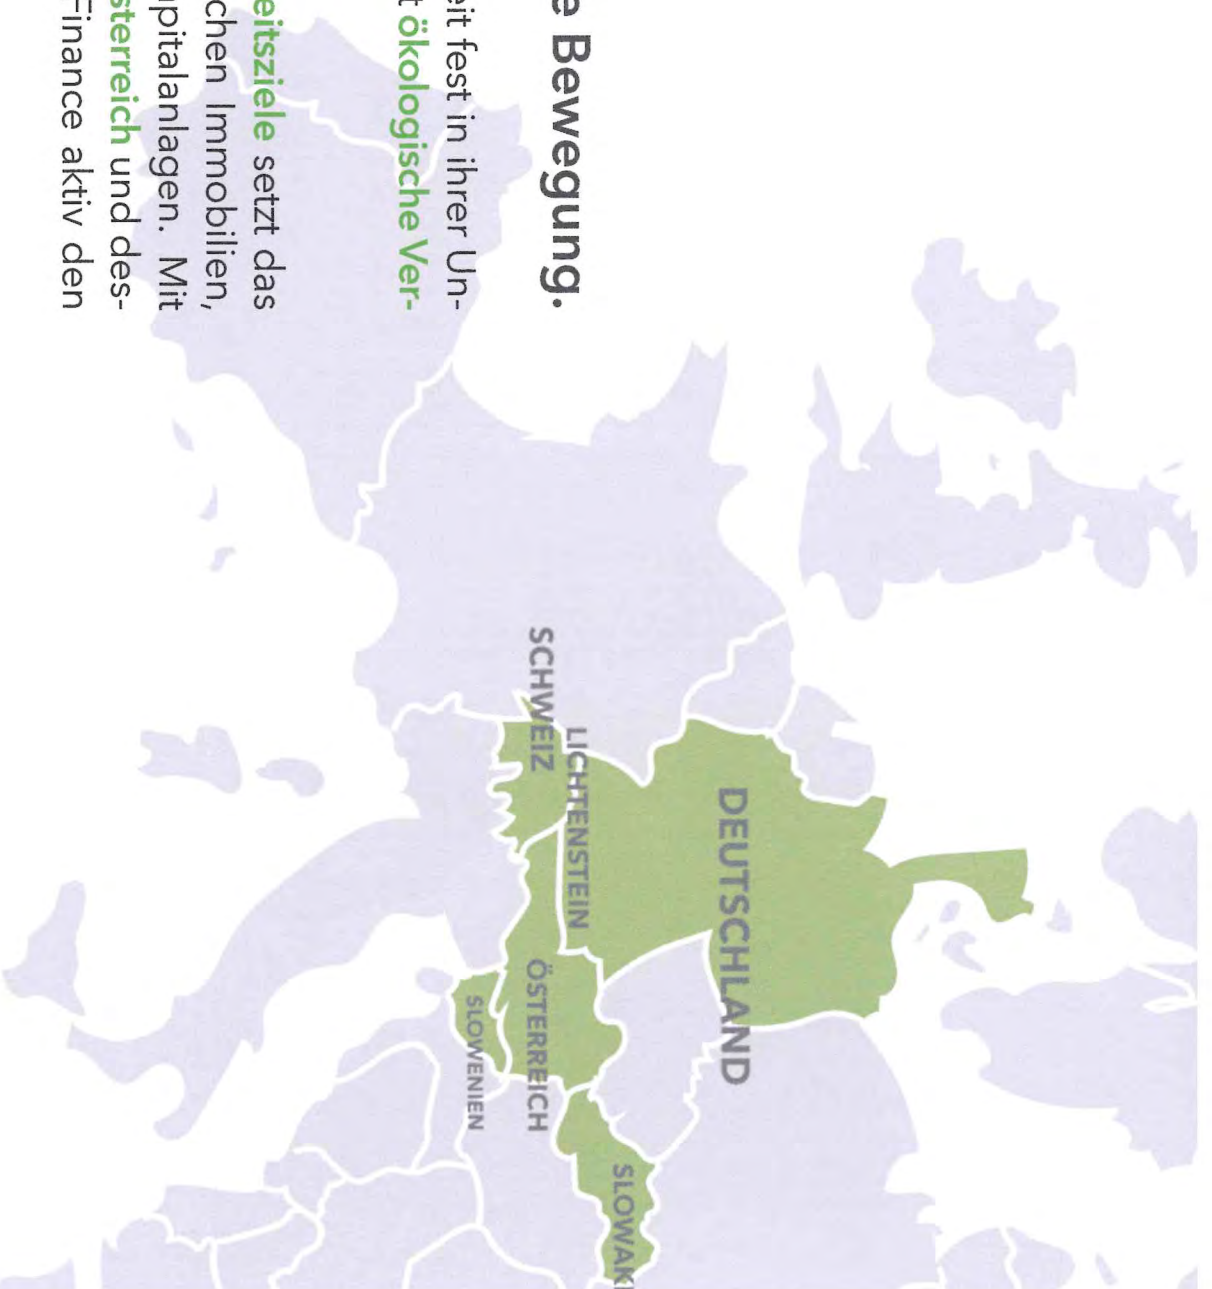 e Bewegung.
eit fest in ihrer Un-
t ökologische Ver-
eitsziele setzt das
chen Immobilien,
pitalanlagen. Mit
sterreich und des-
Finance aktiv den
DEUTSCHLAND
LICHTENSTEIN
SCHWEIZ
ÖSTERREICH
SLOWENIEN
SLOWAK